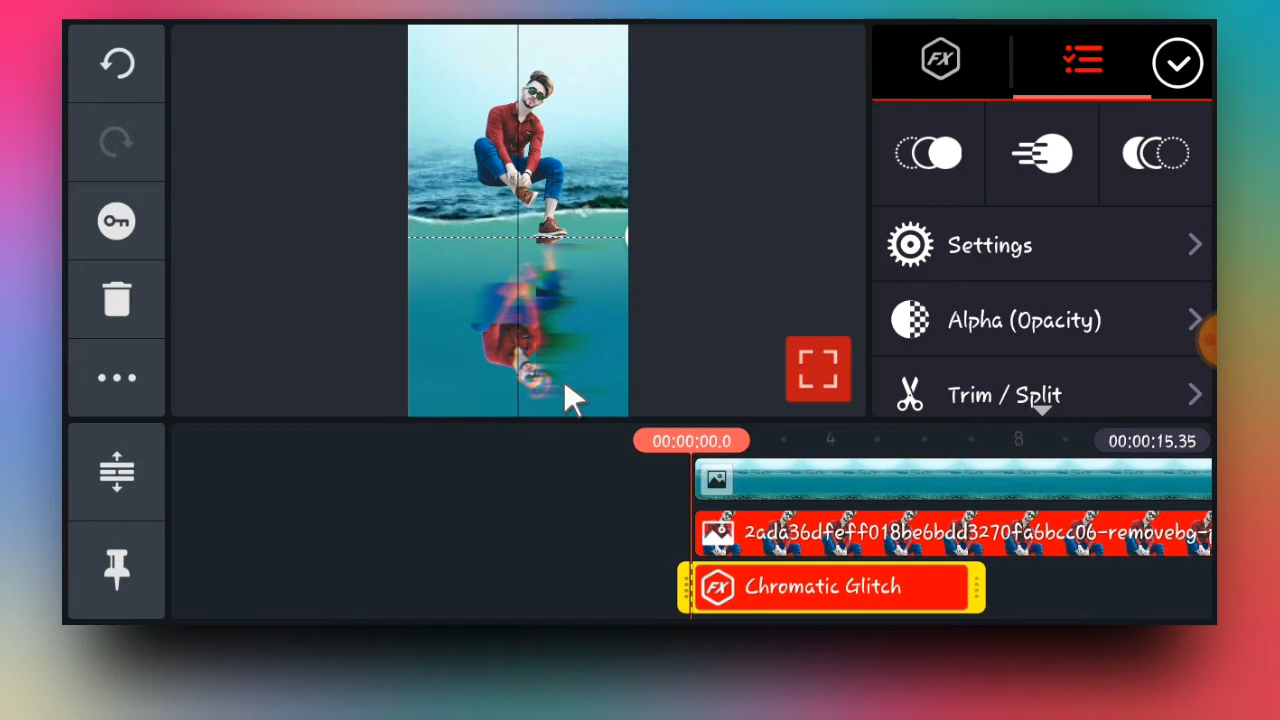 FX
Settings
Alpha (Opacity)
Trim / Split
00:00:00.0
4
8
00:00:15.35
2ada36dfeff018be6bdd3270fa6bcc06-removebg-
FX
Chromatic Glitch